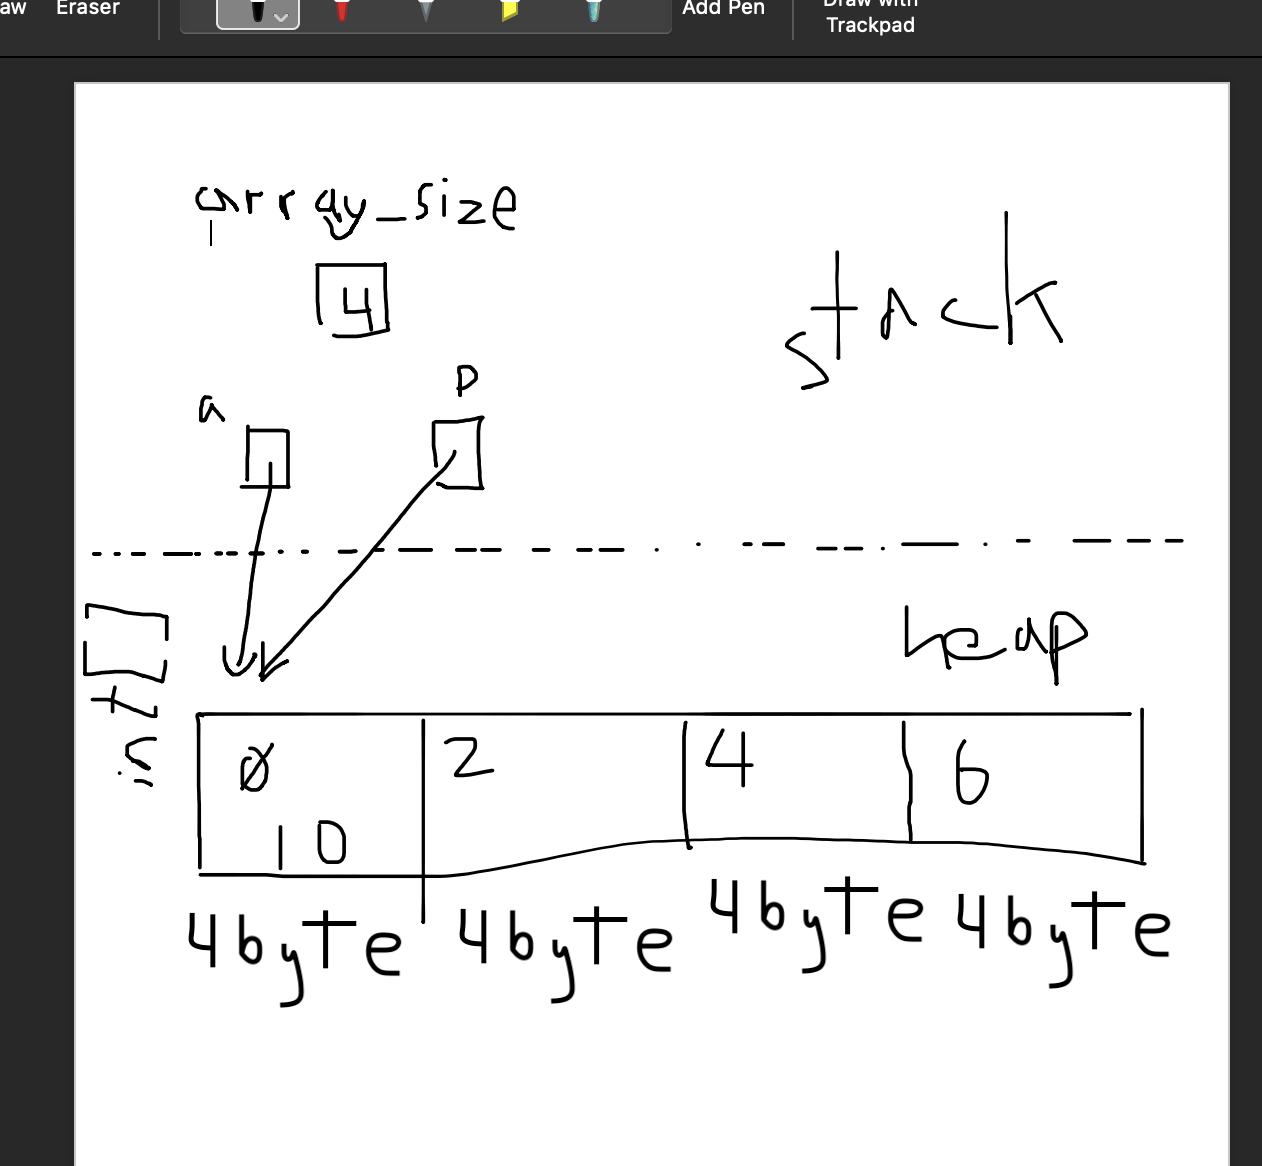 aw Eraser Add Pen Draw with
Trackpad
array_size
4
stack
a
p
heap
int[]
0 2 4 6
10
4byte 4byte 4byte 4byte